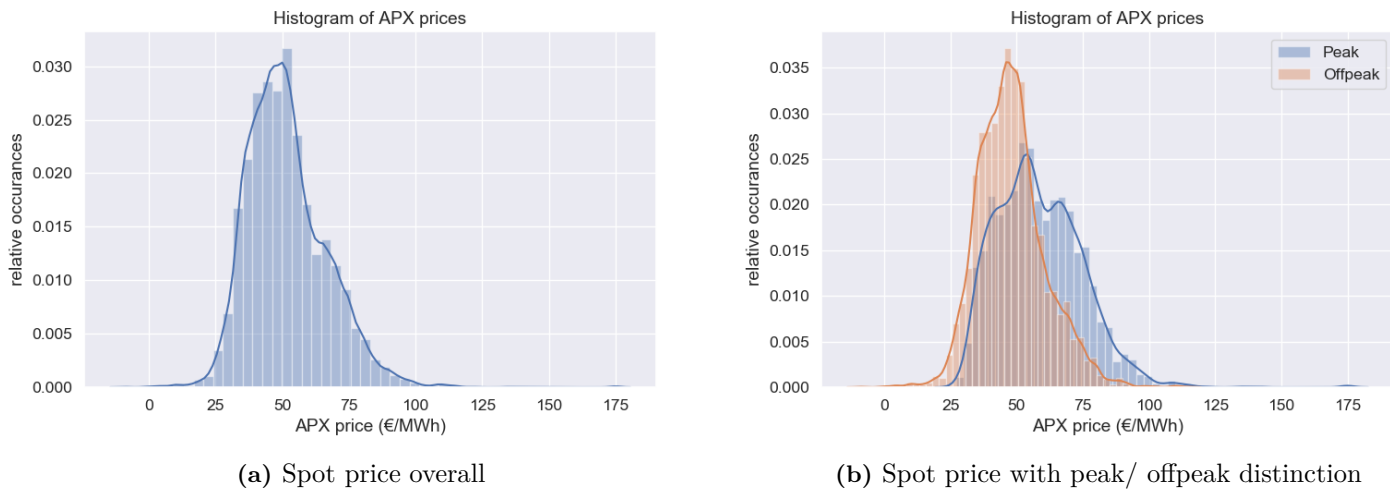 Histogram of APX prices
relative occurances
0.030
0.025
0.020
0.015
0.010
0.005
0.000
0 25 50 75 100 125 150 175
APX price (€/MWh)
(a) Spot price overall
Histogram of APX prices
Peak
Offpeak
relative occurances
0.035
0.030
0.025
0.020
0.015
0.010
0.005
0.000
0 25 50 75 100 125 150 175
APX price (€/MWh)
(b) Spot price with peak/ offpeak distinction